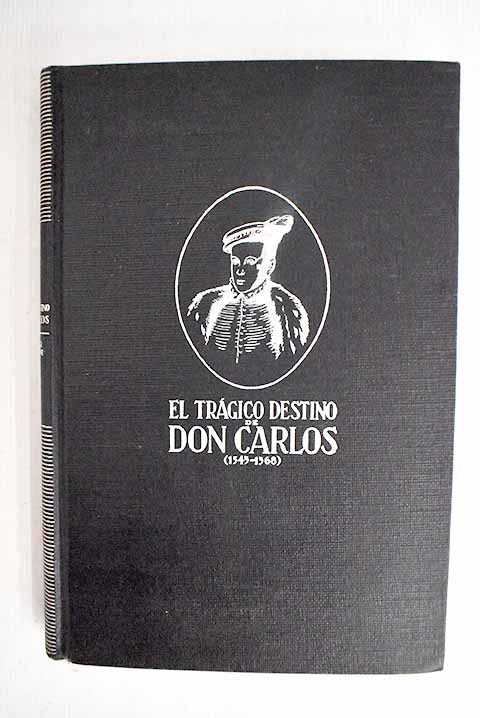 EL TRÁGICO DESTINO
DE
DON CARLOS
(1545-1568)